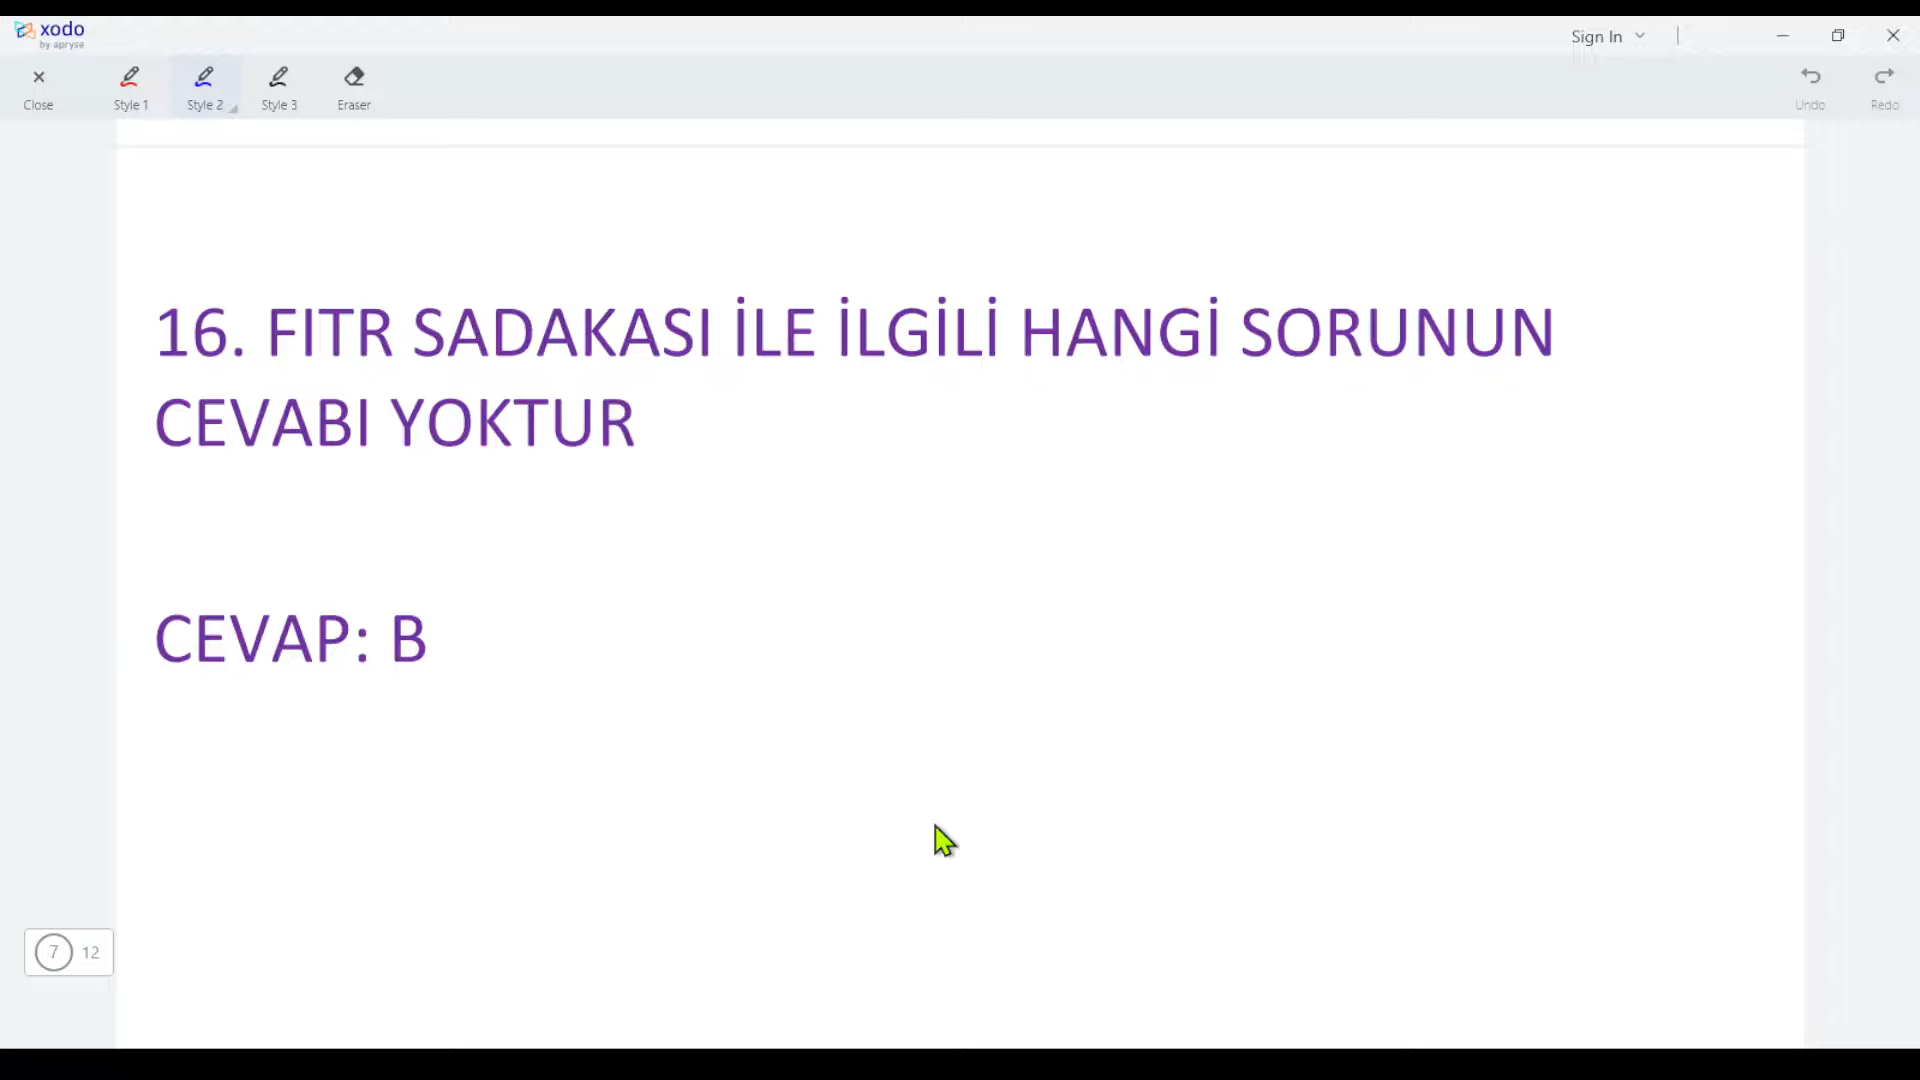 xodo
by apryse
Sign In
Close
Style 1
Style 2
Style 3
Eraser
Undo
Redo
16. FITR SADAKASI İLE İLGİLİ HANGİ SORUNUN
CEVABI YOKTUR
CEVAP: B
7 12